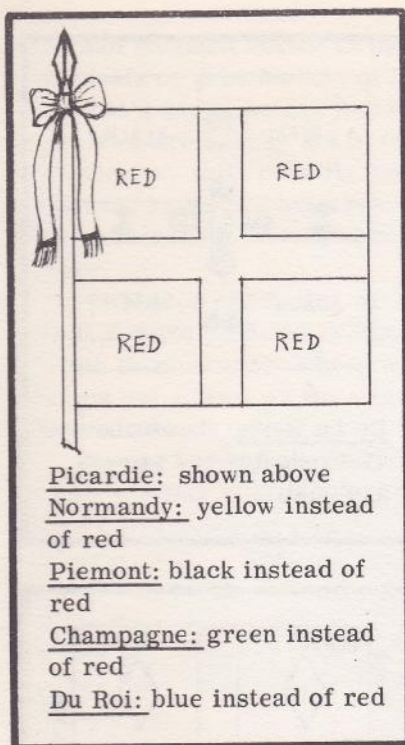 RED RED
RED RED
Picardie: shown above
Normandy: yellow instead
of red
Piemont: black instead of
red
Champagne: green instead
of red
Du Roi: blue instead of red